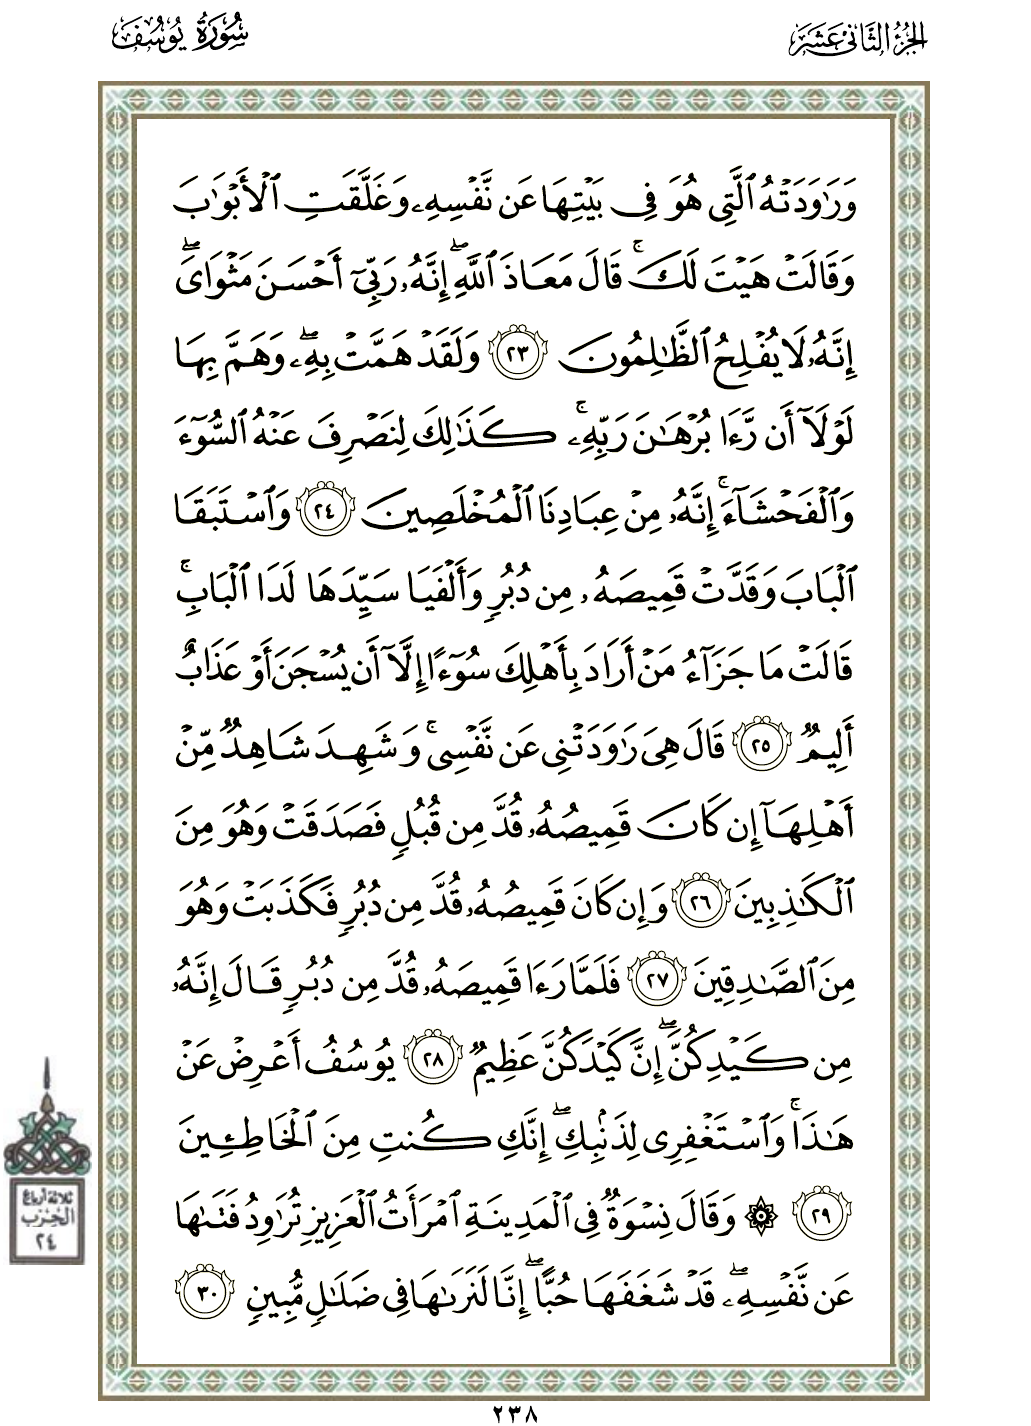 الجزء الثاني عشر
سورة يوسف
وَرَٰوَدَتْهُ ٱلَّتِى هُوَ فِى بَيْتِهَا عَن نَّفْسِهِۦ وَغَلَّقَتِ ٱلْأَبْوَٰبَ
وَقَالَتْ هَيْتَ لَكَ ۚ قَالَ مَعَاذَ ٱللَّهِ ۖ إِنَّهُۥ رَبِّىٓ أَحْسَنَ مَثْوَاىَ ۖ
إِنَّهُۥ لَا يُفْلِحُ ٱلظَّٰلِمُونَ ٢٣ وَلَقَدْ هَمَّتْ بِهِۦ ۖ وَهَمَّ بِهَا
لَوْلَآ أَن رَّءَا بُرْهَٰنَ رَبِّهِۦ ۚ كَذَٰلِكَ لِنَصْرِفَ عَنْهُ ٱلسُّوٓءَ
وَٱلْفَحْشَآءَ ۚ إِنَّهُۥ مِنْ عِبَادِنَا ٱلْمُخْلَصِينَ ٢٤ وَٱسْتَبَقَا
ٱلْبَابَ وَقَدَّتْ قَمِيصَهُۥ مِن دُبُرٍ وَأَلْفَيَا سَيِّدَهَا لَدَا ٱلْبَابِ ۚ
قَالَتْ مَا جَزَآءُ مَنْ أَرَادَ بِأَهْلِكَ سُوٓءًا إِلَّآ أَن يُسْجَنَ أَوْ عَذَابٌ
أَلِيمٌ ٢٥ قَالَ هِىَ رَٰوَدَتْنِى عَن نَّفْسِى ۚ وَشَهِدَ شَاهِدٌ مِّنْ
أَهْلِهَآ إِن كَانَ قَمِيصُهُۥ قُدَّ مِن قُبُلٍ فَصَدَقَتْ وَهُوَ مِنَ
ٱلْكَٰذِبِينَ ٢٦ وَإِن كَانَ قَمِيصُهُۥ قُدَّ مِن دُبُرٍ فَكَذَبَتْ وَهُوَ
مِنَ ٱلصَّٰدِقِينَ ٢٧ فَلَمَّا رَءَا قَمِيصَهُۥ قُدَّ مِن دُبُرٍ قَالَ إِنَّهُۥ
مِن كَيْدِكُنَّ ۖ إِنَّ كَيْدَكُنَّ عَظِيمٌ ٢٨ يُوسُفُ أَعْرِضْ عَنْ
هَٰذَا ۚ وَٱسْتَغْفِرِى لِذَنۢبِكِ ۖ إِنَّكِ كُنتِ مِنَ ٱلْخَاطِـِٔينَ
٢٩ ۞ وَقَالَ نِسْوَةٌ فِى ٱلْمَدِينَةِ ٱمْرَأَتُ ٱلْعَزِيزِ تُرَٰوِدُ فَتَىٰهَا
عَن نَّفْسِهِۦ ۖ قَدْ شَغَفَهَا حُبًّا ۖ إِنَّا لَنَرَىٰهَا فِى ضَلَٰلٍ مُّبِينٍ ٣٠
ثلاثة أرباع
الحزب
٢٤
٢٣٨